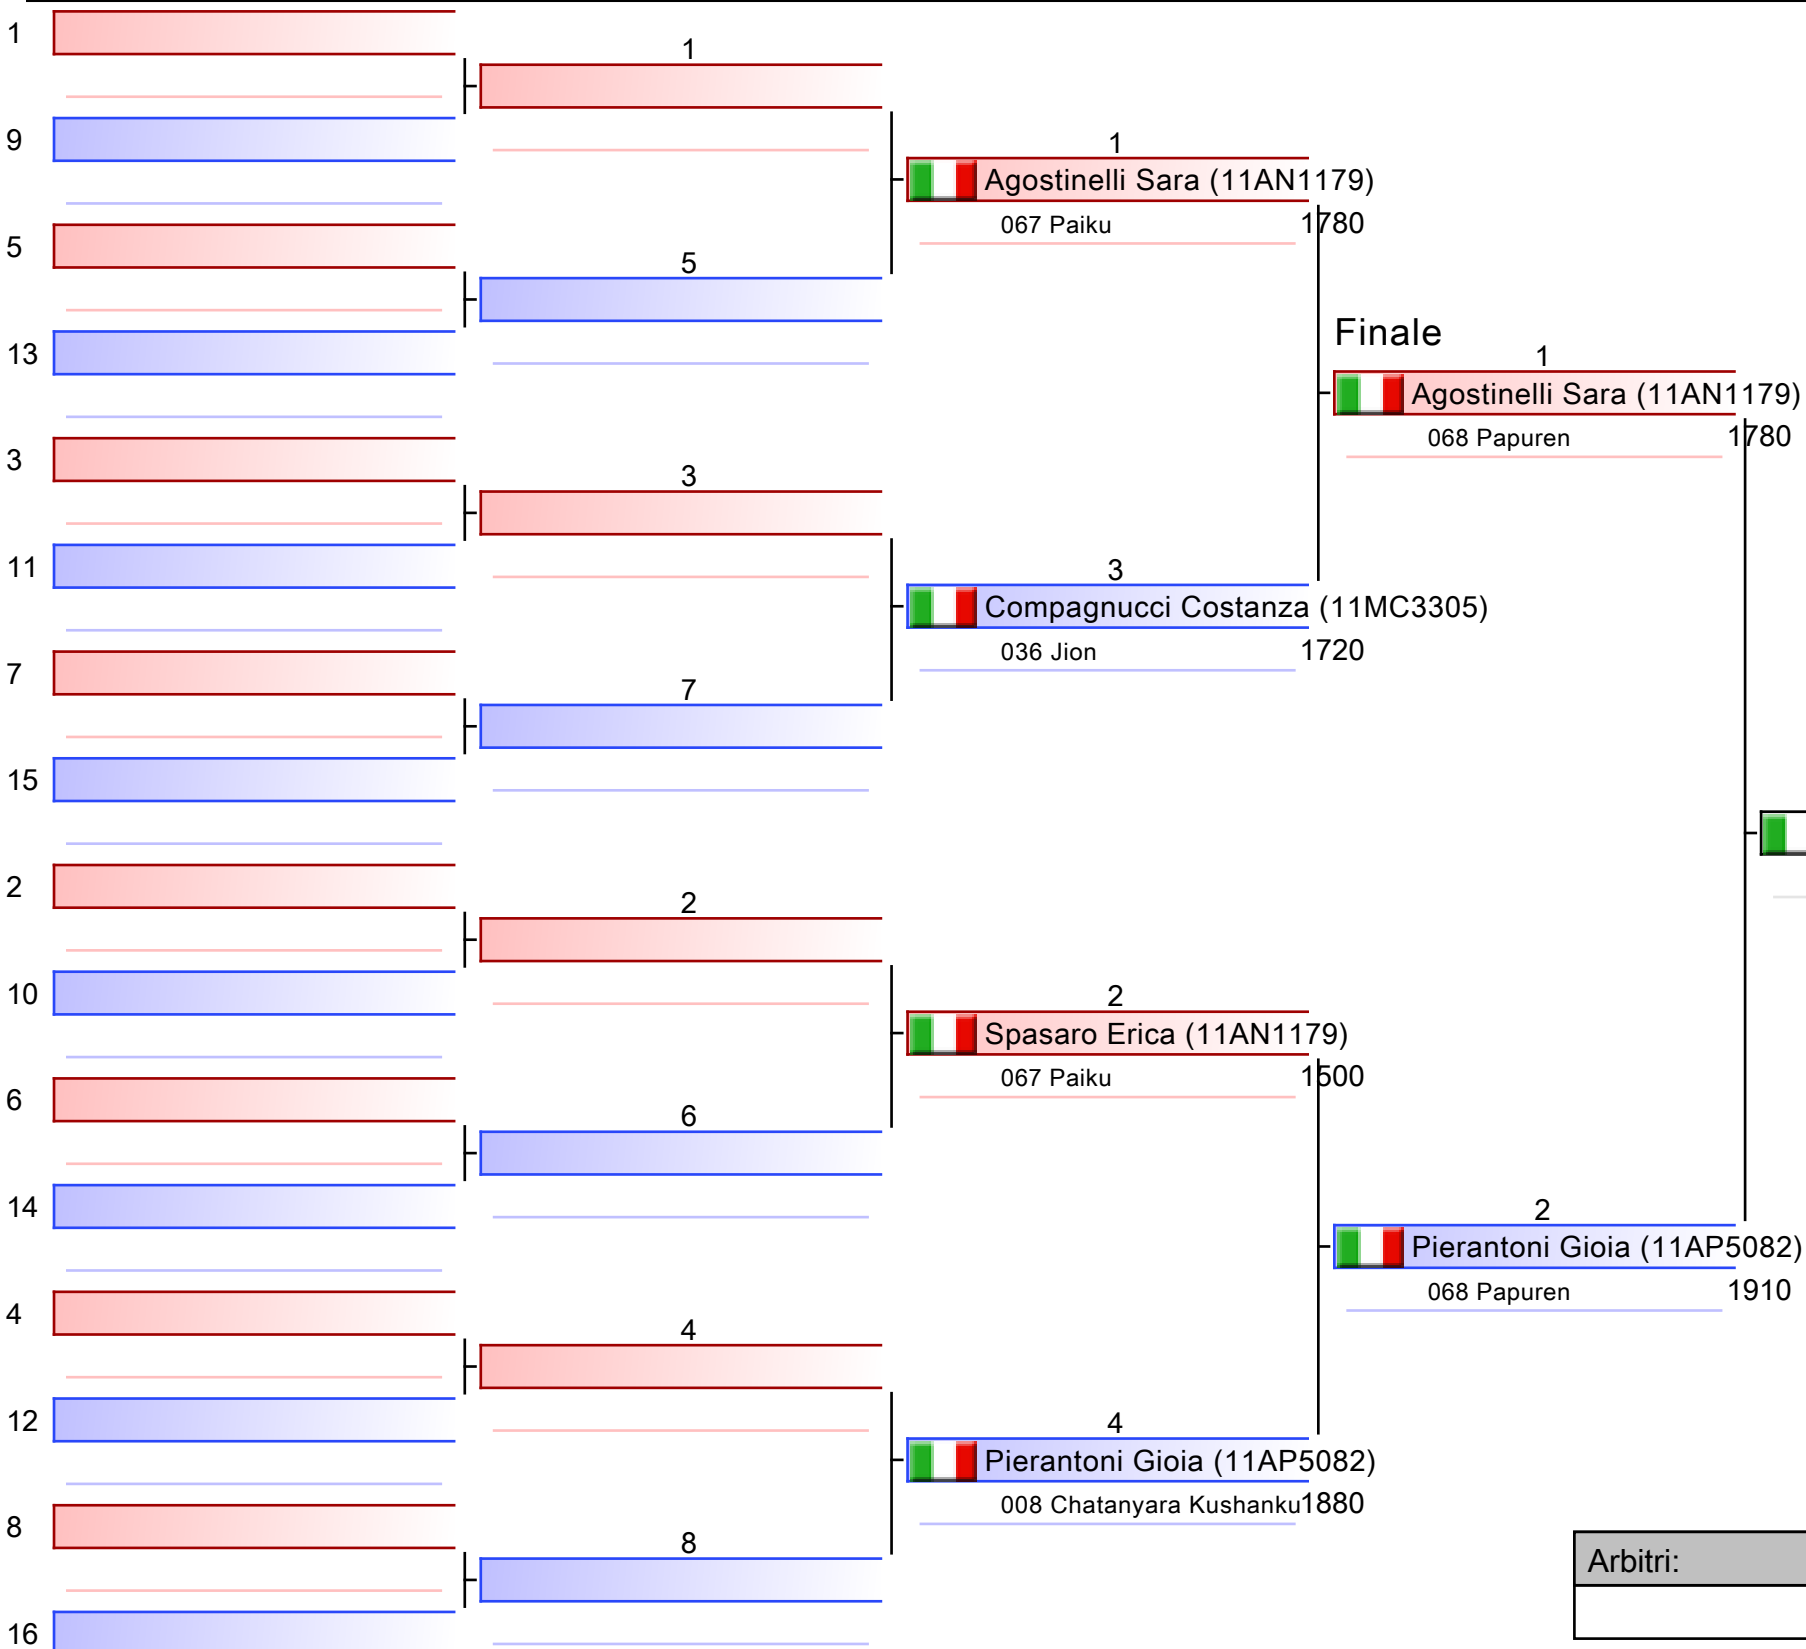 1
1
9
1
Agostinelli Sara (11AN1179)
067 Paiku 1780
5
5
13
Finale
1
Agostinelli Sara (11AN1179)
068 Papuren 1780
3
3
11
3
Compagnucci Costanza (11MC3305)
036 Jion 1720
7
7
15
2
2
10
2
Spasaro Erica (11AN1179)
067 Paiku 1500
6
6
14
2
Pierantoni Gioia (11AP5082)
068 Papuren 1910
4
4
12
4
Pierantoni Gioia (11AP5082)
008 Chatanyara Kushanku 1880
8
8
16
Arbitri: